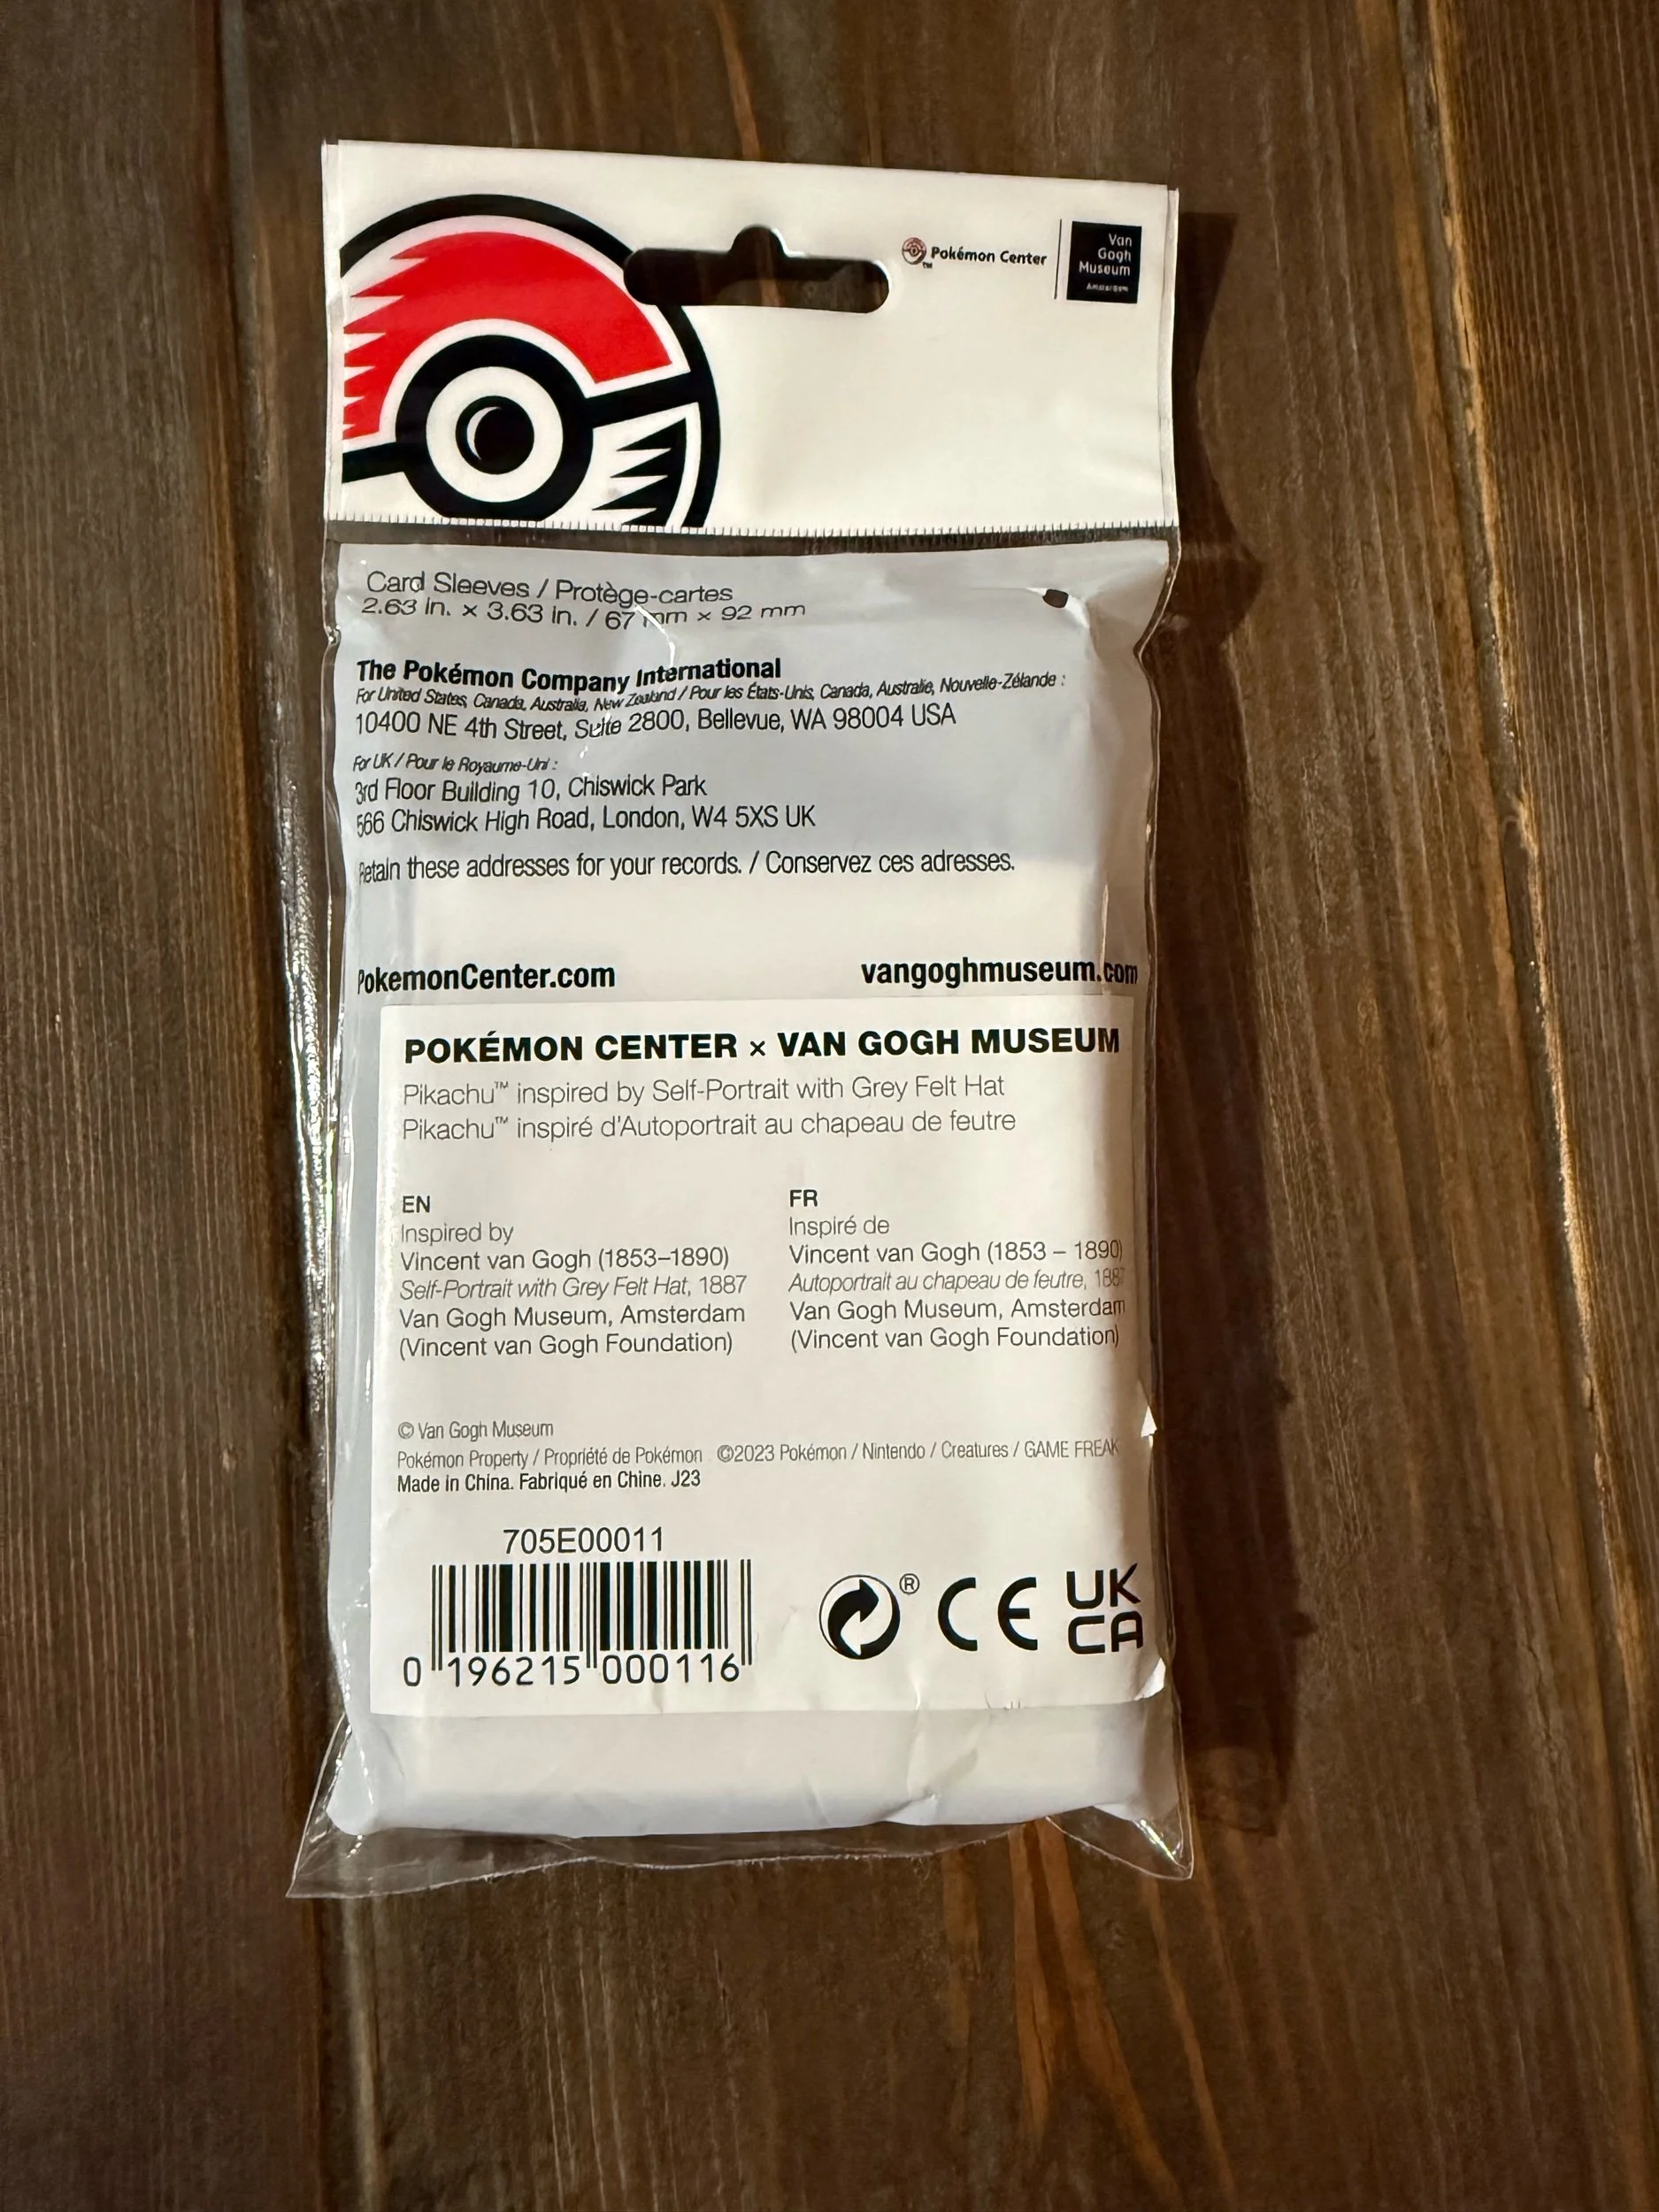 Pokémon Center
TM
Van
Gogh
Museum
Amsterdam
Card Sleeves / Protège-cartes
2.63 in. × 3.63 in. / 67 mm × 92 mm
The Pokémon Company International
For United States, Canada, Australia, New Zealand / Pour les États-Unis, Canada, Australie, Nouvelle-Zélande :
10400 NE 4th Street, Suite 2800, Bellevue, WA 98004 USA
For UK / Pour le Royaume-Uni :
3rd Floor Building 10, Chiswick Park
566 Chiswick High Road, London, W4 5XS UK
Retain these addresses for your records. / Conservez ces adresses.
PokemonCenter.com vangoghmuseum.com
POKÉMON CENTER × VAN GOGH MUSEUM
Pikachu™ inspired by Self-Portrait with Grey Felt Hat
Pikachu™ inspiré d'Autoportrait au chapeau de feutre
EN
Inspired by
Vincent van Gogh (1853–1890)
Self-Portrait with Grey Felt Hat, 1887
Van Gogh Museum, Amsterdam
(Vincent van Gogh Foundation)
FR
Inspiré de
Vincent van Gogh (1853 – 1890)
Autoportrait au chapeau de feutre, 1887
Van Gogh Museum, Amsterdam
(Vincent van Gogh Foundation)
© Van Gogh Museum
Pokémon Property / Propriété de Pokémon ©2023 Pokémon / Nintendo / Creatures / GAME FREAK
Made in China. Fabriqué en Chine. J23
705E00011
0 196215 000116
® CE UK
CA